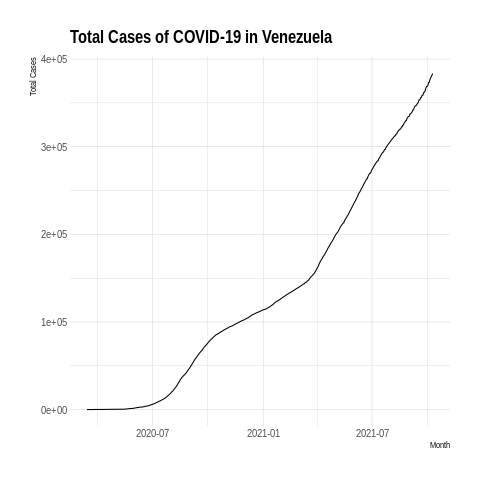 Total Cases of COVID-19 in Venezuela
Total Cases
4e+05
3e+05
2e+05
1e+05
0e+00
2020-07
2021-01
2021-07
Month